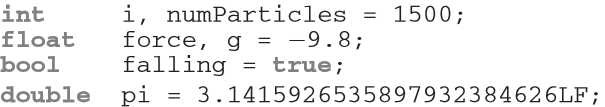 int i, numParticles = 1500;
float force, g = −9.8;
bool falling = true;
double pi = 3.1415926535897932384626LF;